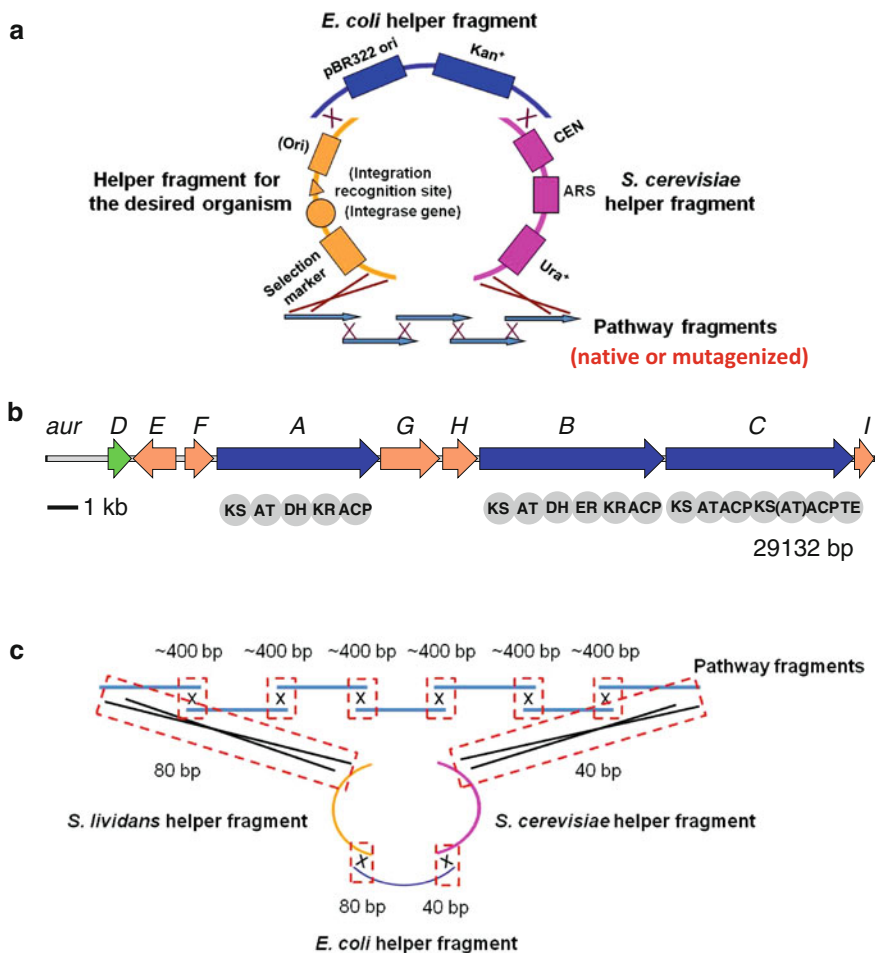 a
E. coli helper fragment
pBR322 ori
Kan⁺
(Ori)
CEN
Helper fragment for
the desired organism
(Integration
recognition site)
(Integrase gene)
ARS
S. cerevisiae
helper fragment
Selection
marker
Ura⁺
Pathway fragments
(native or mutagenized)
b
aur D E F A G H B C I
1 kb
KS AT DH KR ACP KS AT DH ER KR ACP KS AT ACP KS (AT) ACP TE
29132 bp
c
~400 bp ~400 bp ~400 bp ~400 bp ~400 bp ~400 bp
Pathway fragments
x x x x x x
80 bp 40 bp
S. lividans helper fragment S. cerevisiae helper fragment
x x
80 bp 40 bp
E. coli helper fragment